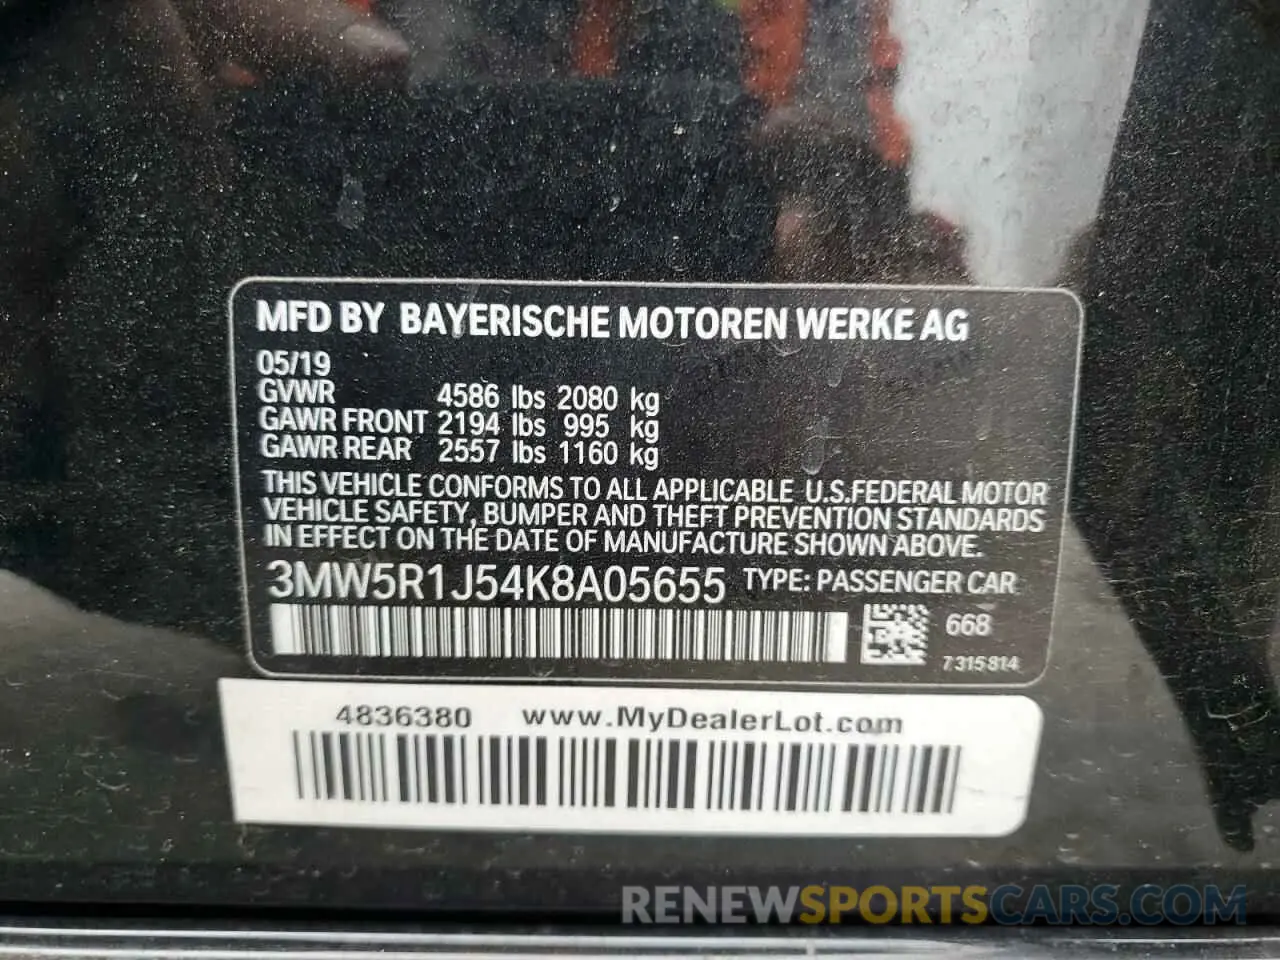 MFD BY BAYERISCHE MOTOREN WERKE AG
05/19
GVWR 4586 lbs 2080 kg
GAWR FRONT 2194 lbs 995 kg
GAWR REAR 2557 lbs 1160 kg
THIS VEHICLE CONFORMS TO ALL APPLICABLE U.S.FEDERAL MOTOR
VEHICLE SAFETY, BUMPER AND THEFT PREVENTION STANDARDS
IN EFFECT ON THE DATE OF MANUFACTURE SHOWN ABOVE.
3MW5R1J54K8A05655 TYPE: PASSENGER CAR
668
7315814
4836380 www.MyDealerLot.com
RENEWSPORTSCARS.COM